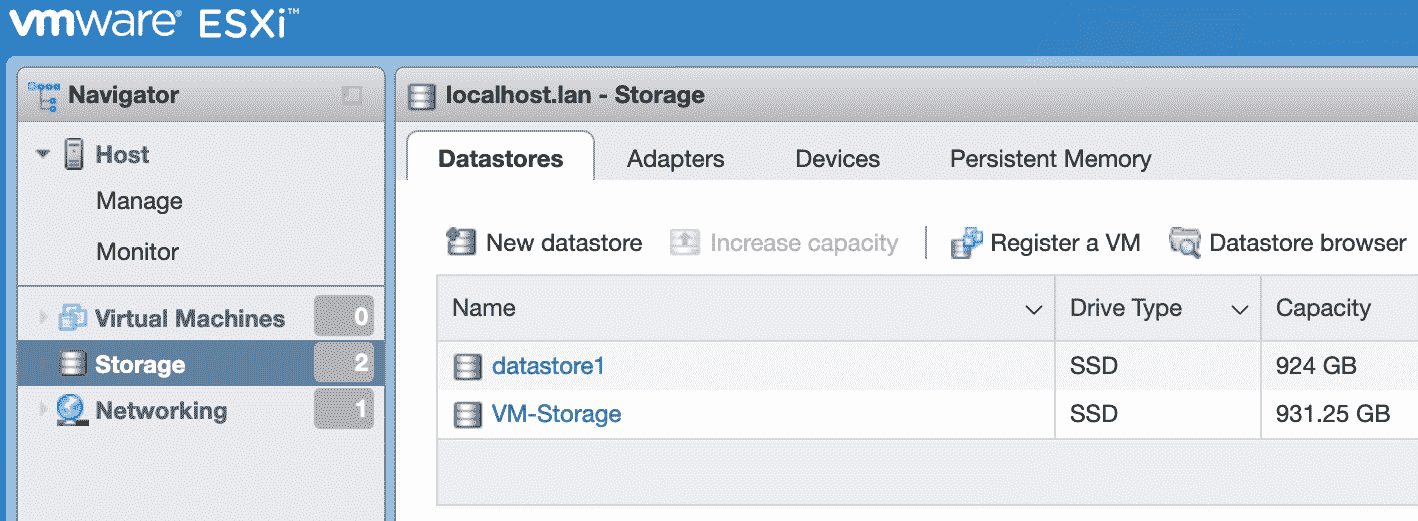 vmware® ESXi™
Navigator
Host
Manage
Monitor
Virtual Machines 0
Storage 2
Networking 1
localhost.lan - Storage
Datastores Adapters Devices Persistent Memory
New datastore Increase capacity Register a VM Datastore browser
Name Drive Type Capacity
datastore1 SSD 924 GB
VM-Storage SSD 931.25 GB